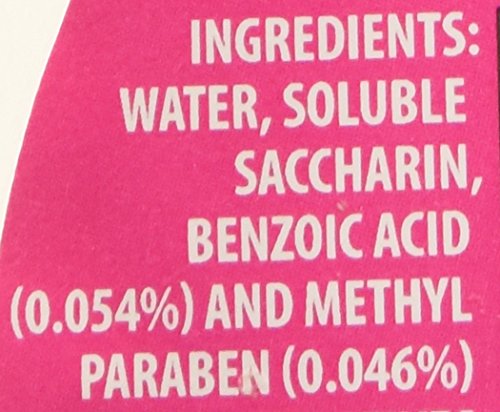 INGREDIENTS:
WATER, SOLUBLE
SACCHARIN,
BENZOIC ACID
(0.054%) AND METHYL
PARABEN (0.046%)